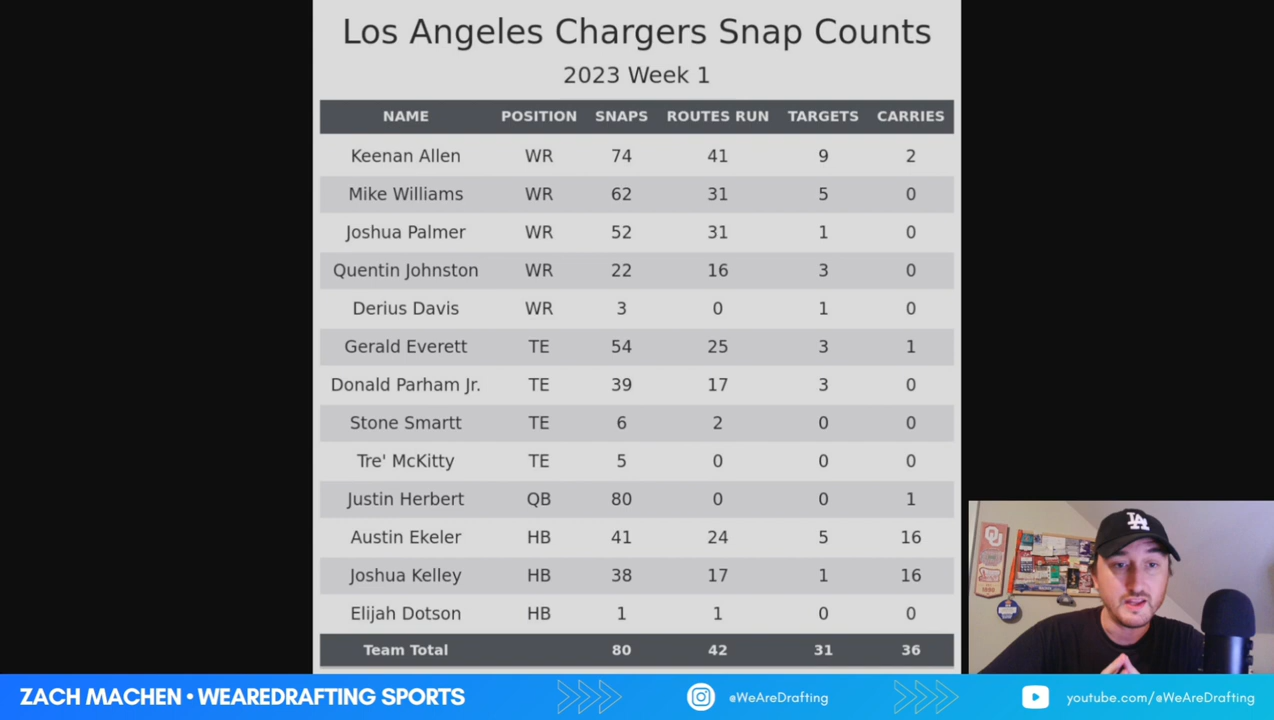 Los Angeles Chargers Snap Counts
2023 Week 1
NAME POSITION SNAPS ROUTES RUN TARGETS CARRIES
Keenan Allen WR 74 41 9 2
Mike Williams WR 62 31 5 0
Joshua Palmer WR 52 31 1 0
Quentin Johnston WR 22 16 3 0
Derius Davis WR 3 0 1 0
Gerald Everett TE 54 25 3 1
Donald Parham Jr. TE 39 17 3 0
Stone Smartt TE 6 2 0 0
Tre' McKitty TE 5 0 0 0
Justin Herbert QB 80 0 0 1
Austin Ekeler HB 41 24 5 16
Joshua Kelley HB 38 17 1 16
Elijah Dotson HB 1 1 0 0
Team Total 80 42 31 36
LA
ZACH MACHEN • WEAREDRAFTING SPORTS @WeAreDrafting youtube.com/@WeAreDrafting